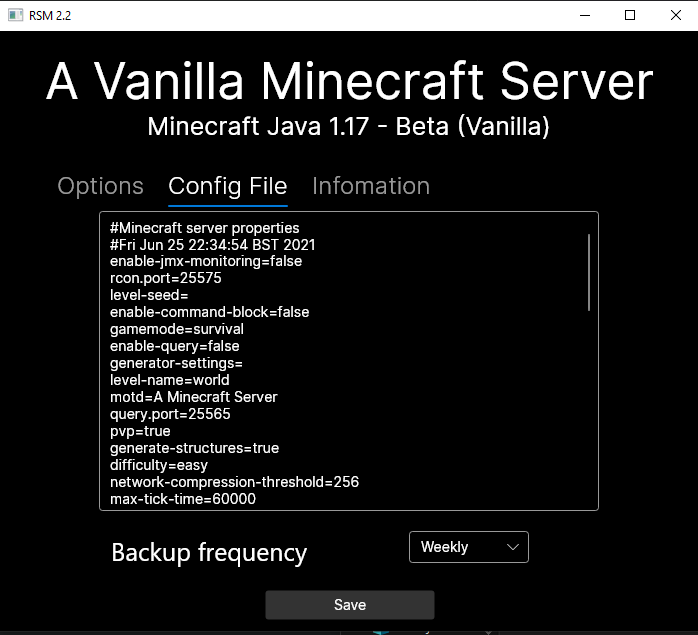 RSM 2.2
A Vanilla Minecraft Server
Minecraft Java 1.17 - Beta (Vanilla)
Options Config File Infomation
#Minecraft server properties
#Fri Jun 25 22:34:54 BST 2021
enable-jmx-monitoring=false
rcon.port=25575
level-seed=
enable-command-block=false
gamemode=survival
enable-query=false
generator-settings=
level-name=world
motd=A Minecraft Server
query.port=25565
pvp=true
generate-structures=true
difficulty=easy
network-compression-threshold=256
max-tick-time=60000
Backup frequency Weekly
Save